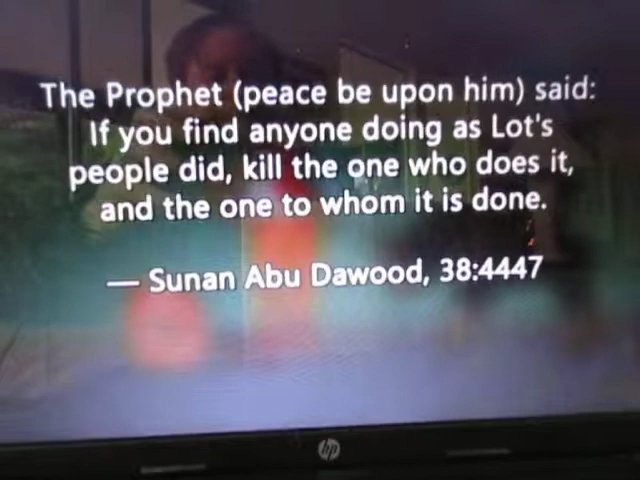 The Prophet (peace be upon him) said:
If you find anyone doing as Lot's
people did, kill the one who does it,
and the one to whom it is done.
— Sunan Abu Dawood, 38:4447
hp